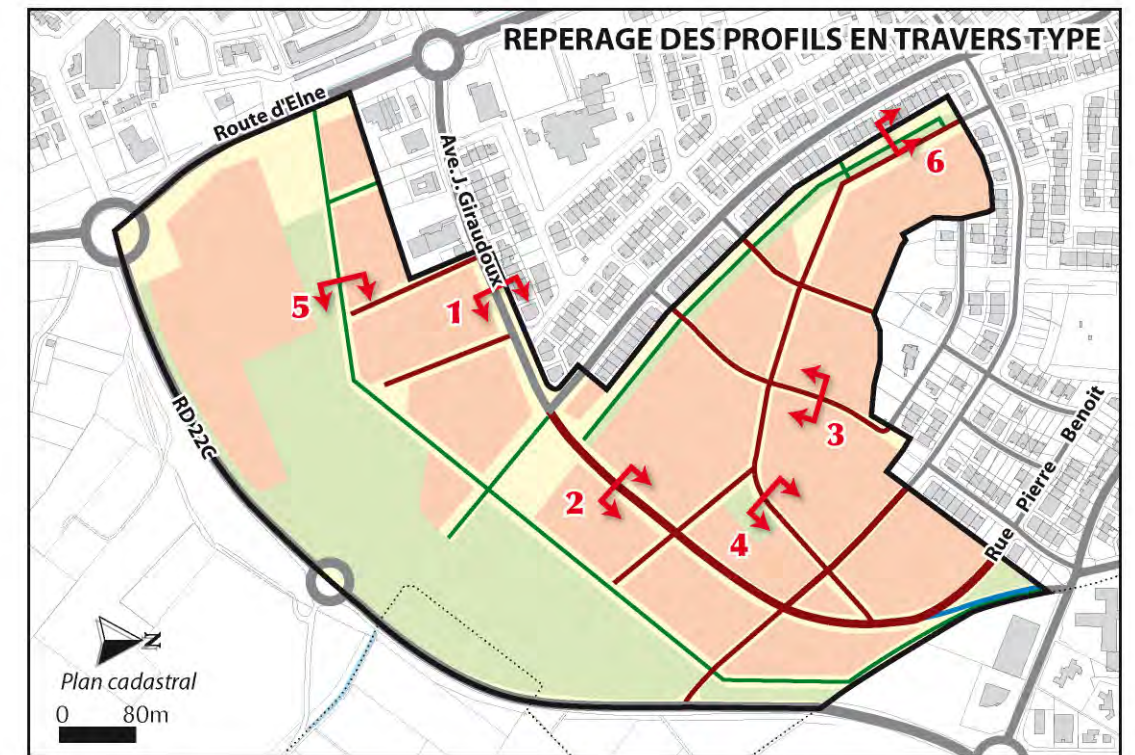 REPERAGE DES PROFILS EN TRAVERS TYPE
Route d'Elne
Ave. J. Giraudoux
6
5
1
RD 22C
3
Rue Pierre Benoit
2
4
N
Plan cadastral
0 80m